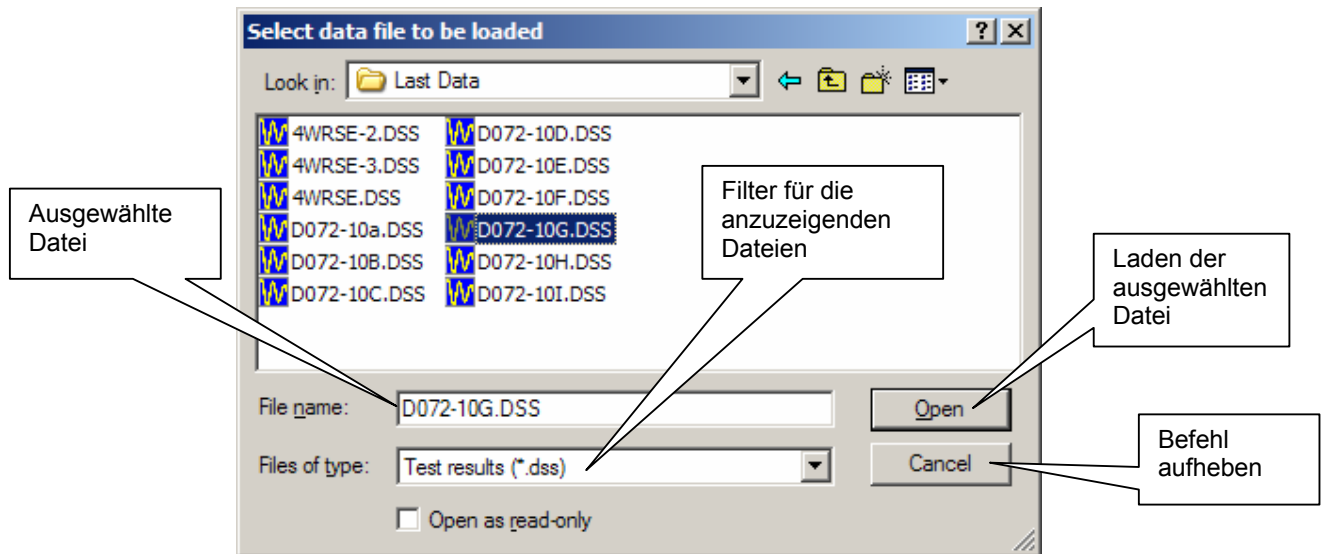 Select data file to be loaded
Look in: Last Data
4WRSE-2.DSS
4WRSE-3.DSS
4WRSE.DSS
D072-10a.DSS
D072-10B.DSS
D072-10C.DSS
D072-10D.DSS
D072-10E.DSS
D072-10F.DSS
D072-10G.DSS
D072-10H.DSS
D072-10I.DSS
Ausgewählte
Datei
Filter für die
anzuzeigenden
Dateien
Laden der
ausgewählten
Datei
File name: D072-10G.DSS
Open
Files of type: Test results (*.dss)
Cancel
Befehl
aufheben
Open as read-only